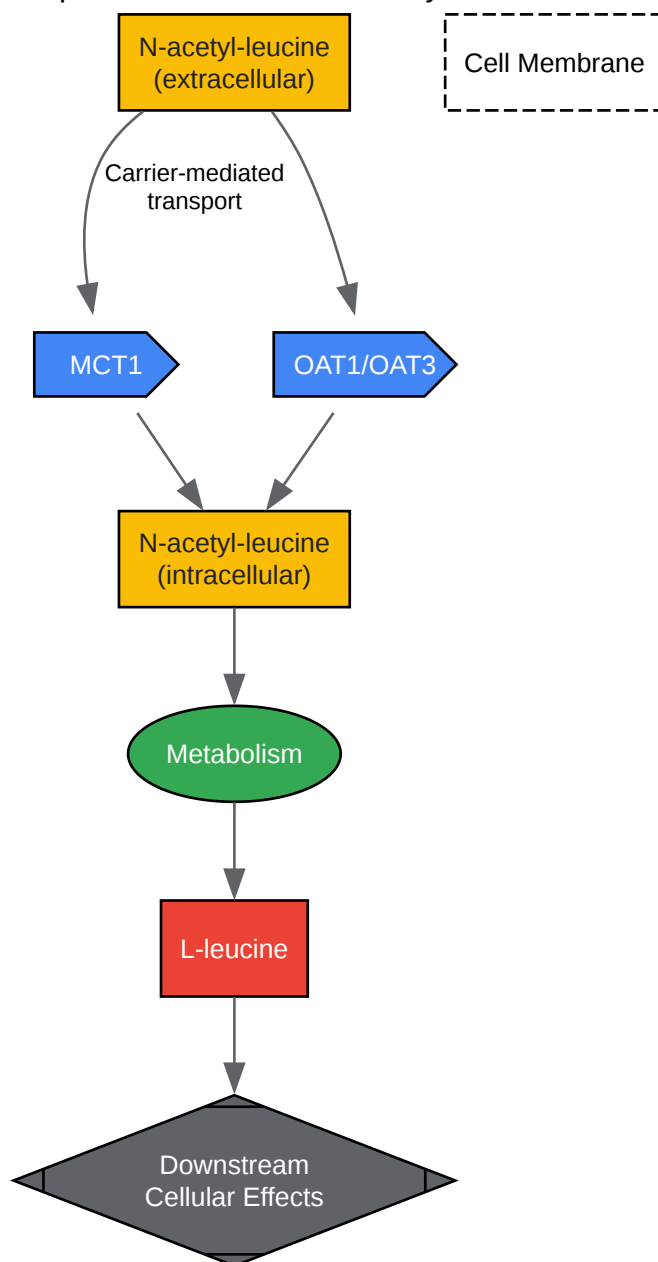 N-acetyl-leucine
(extracellular)
Cell Membrane
Carrier-mediated
transport
MCT1
OAT1/OAT3
N-acetyl-leucine
(intracellular)
Metabolism
L-leucine
Downstream
Cellular Effects